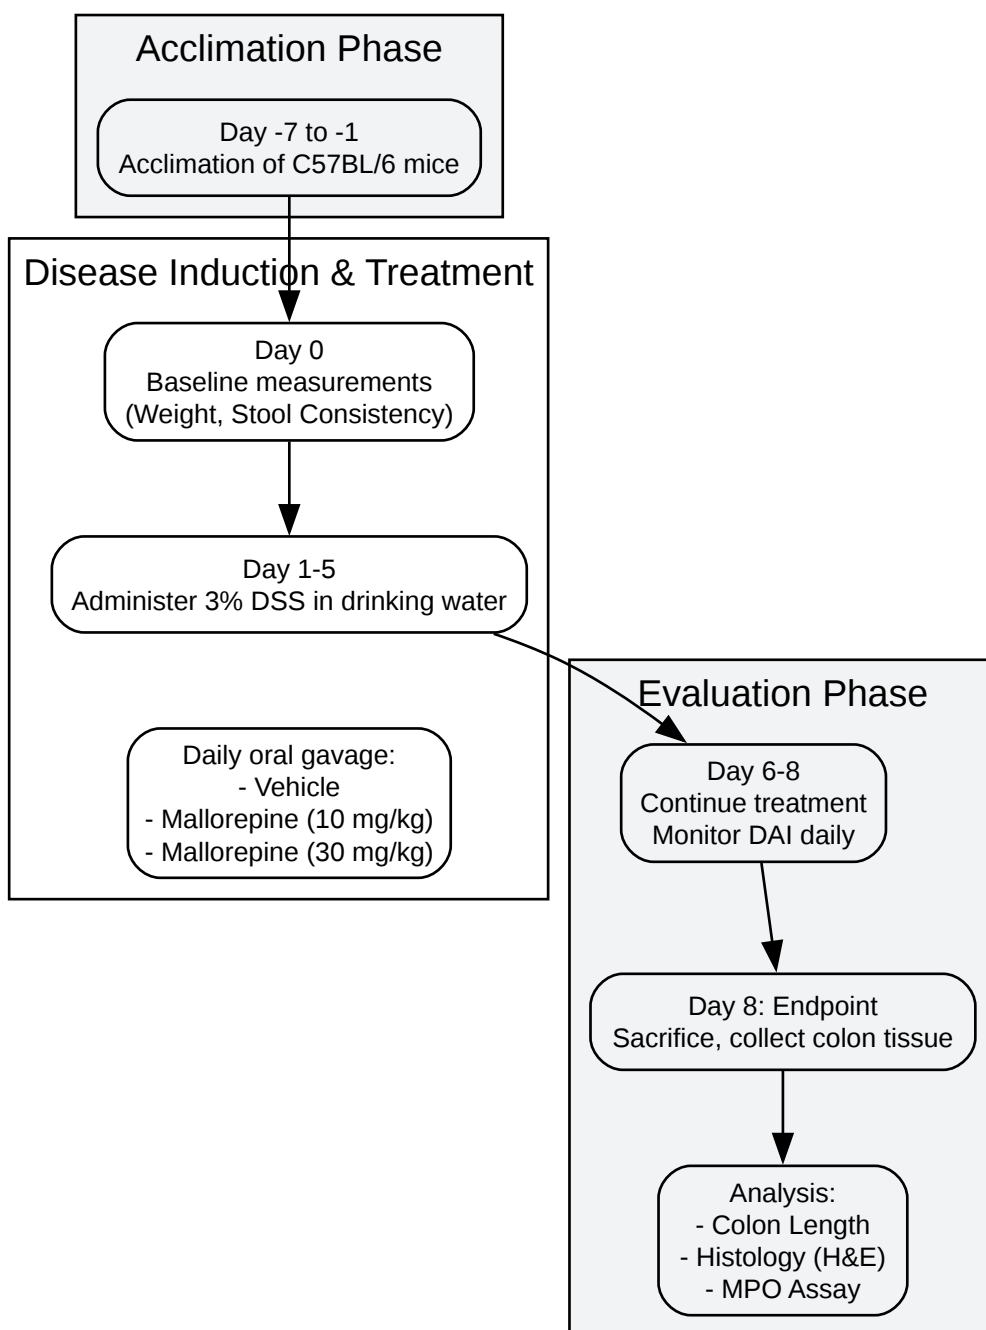 Acclimation Phase
Day -7 to -1
Acclimation of C57BL/6 mice
Disease Induction & Treatment
Day 0
Baseline measurements
(Weight, Stool Consistency)
Day 1-5
Administer 3% DSS in drinking water
Daily oral gavage:
- Vehicle
- Mallorepine (10 mg/kg)
- Mallorepine (30 mg/kg)
Evaluation Phase
Day 6-8
Continue treatment
Monitor DAI daily
Day 8: Endpoint
Sacrifice, collect colon tissue
Analysis:
- Colon Length
- Histology (H&E)
- MPO Assay